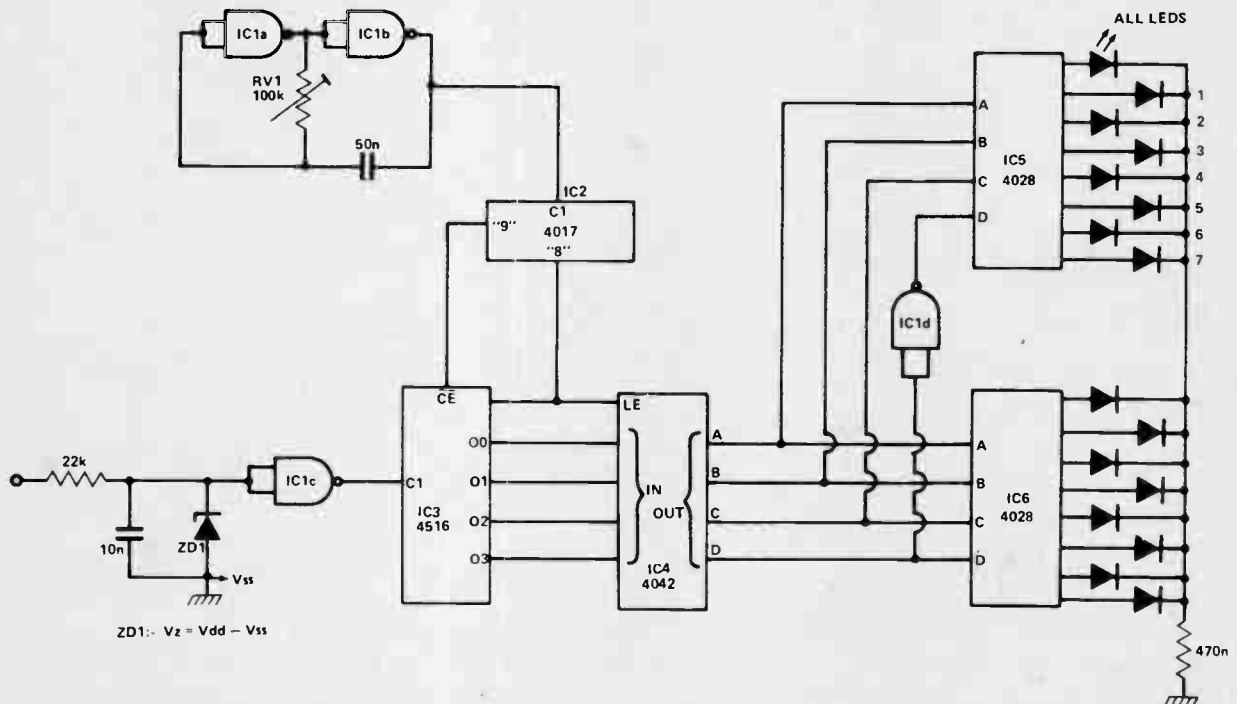 ALL LEDS
IC1a
IC1b
RV1
100k
50n
IC2
C1
4017
"9"
"8"
A
B
C
D
IC5
4028
1
2
3
4
5
6
7
IC1d
CE
LE
O0
O1
O2
O3
C1
IC3
4516
IN
OUT
IC4
4042
A
B
C
D
A
B
C
D
IC6
4028
22k
IC1c
10n
ZD1
Vss
ZD1:- Vz = Vdd – Vss
470n